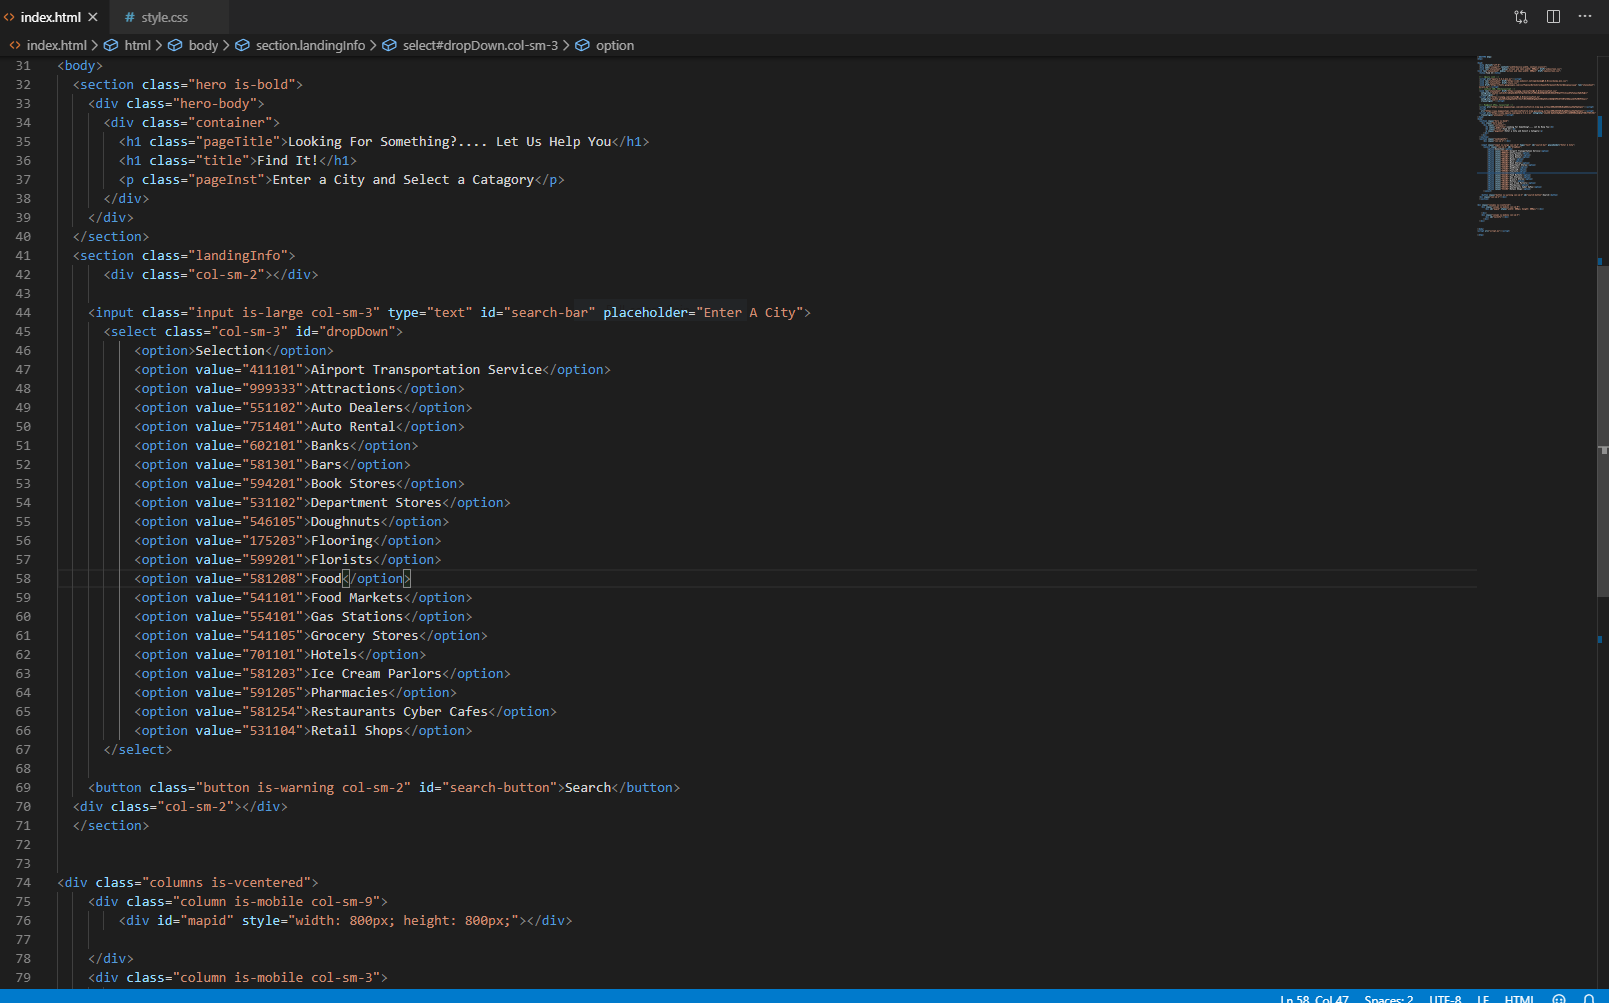 index.html
# style.css
index.html > html > body > section.landingInfo > select#dropDown.col-sm-3 > option
31 <body>
32 <section class="hero is-bold">
33 <div class="hero-body">
34 <div class="container">
35 <h1 class="pageTitle">Looking For Something?.... Let Us Help You</h1>
36 <h1 class="title">Find It!</h1>
37 <p class="pageInst">Enter a City and Select a Catagory</p>
38 </div>
39 </div>
40 </section>
41 <section class="landingInfo">
42 <div class="col-sm-2"></div>
43
44 <input class="input is-large col-sm-3" type="text" id="search-bar" placeholder="Enter A City">
45 <select class="col-sm-3" id="dropDown">
46 <option>Selection</option>
47 <option value="411101">Airport Transportation Service</option>
48 <option value="999333">Attractions</option>
49 <option value="551102">Auto Dealers</option>
50 <option value="751401">Auto Rental</option>
51 <option value="602101">Banks</option>
52 <option value="581301">Bars</option>
53 <option value="594201">Book Stores</option>
54 <option value="531102">Department Stores</option>
55 <option value="546105">Doughnuts</option>
56 <option value="175203">Flooring</option>
57 <option value="599201">Florists</option>
58 <option value="581208">Food</option>
59 <option value="541101">Food Markets</option>
60 <option value="554101">Gas Stations</option>
61 <option value="541105">Grocery Stores</option>
62 <option value="701101">Hotels</option>
63 <option value="581203">Ice Cream Parlors</option>
64 <option value="591205">Pharmacies</option>
65 <option value="581254">Restaurants Cyber Cafes</option>
66 <option value="531104">Retail Shops</option>
67 </select>
68
69 <button class="button is-warning col-sm-2" id="search-button">Search</button>
70 <div class="col-sm-2"></div>
71 </section>
72
73
74 <div class="columns is-vcentered">
75 <div class="column is-mobile col-sm-9">
76 <div id="mapid" style="width: 800px; height: 800px;"></div>
77
78 </div>
79 <div class="column is-mobile col-sm-3">
Ln 58, Col 47 Spaces: 2 UTF-8 LF HTML